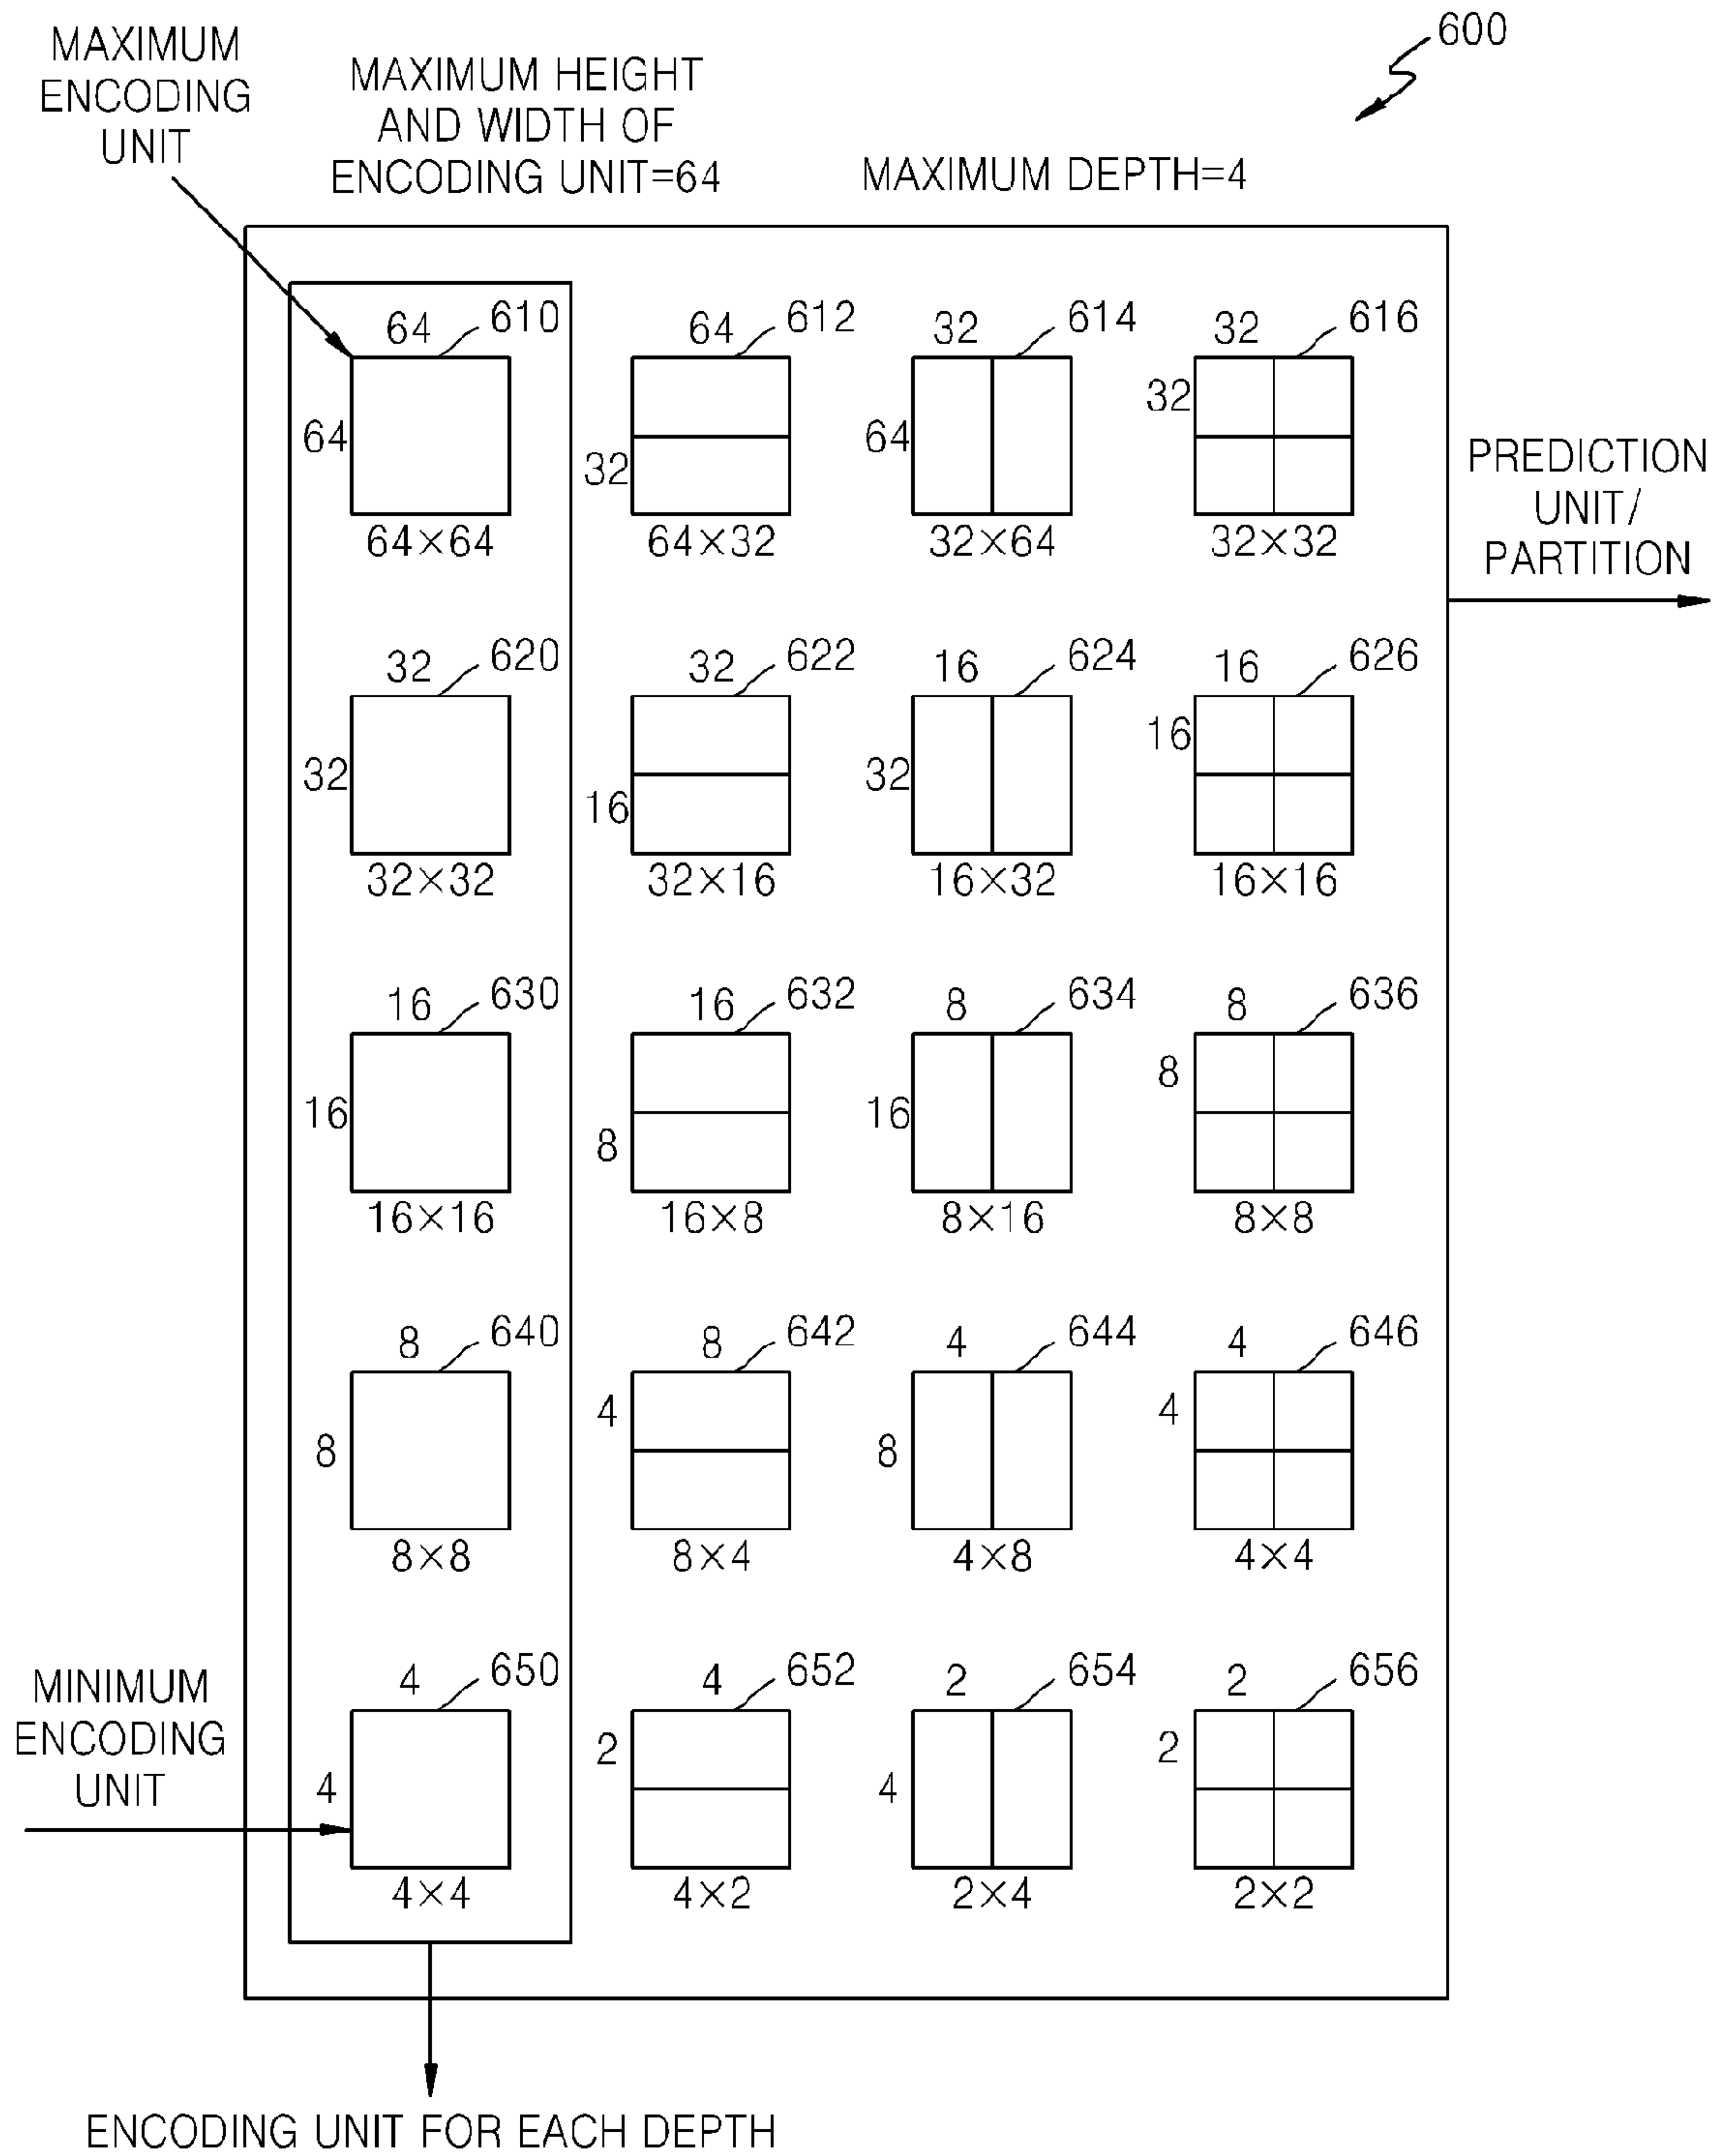 600
MAXIMUM
ENCODING
UNIT
MAXIMUM HEIGHT
AND WIDTH OF
ENCODING UNIT=64
MAXIMUM DEPTH=4
64 610 64 612 32 614 32 616
64 32 64 32
64×64 64×32 32×64 32×32
PREDICTION
UNIT/
PARTITION
32 620 32 622 16 624 16 626
32 16 32 16
32×32 32×16 16×32 16×16
16 630 16 632 8 634 8 636
16 8 16 8
16×16 16×8 8×16 8×8
8 640 8 642 4 644 4 646
8 4 8 4
8×8 8×4 4×8 4×4
MINIMUM
ENCODING
UNIT
4 650 4 652 2 654 2 656
4 2 4 2
4×4 4×2 2×4 2×2
ENCODING UNIT FOR EACH DEPTH